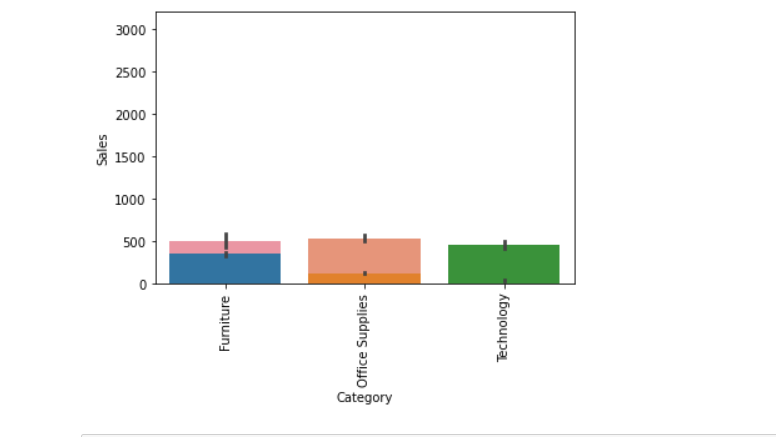 3000
2500
2000
1500
1000
500
0
Sales
Furniture
Office Supplies
Technology
Category